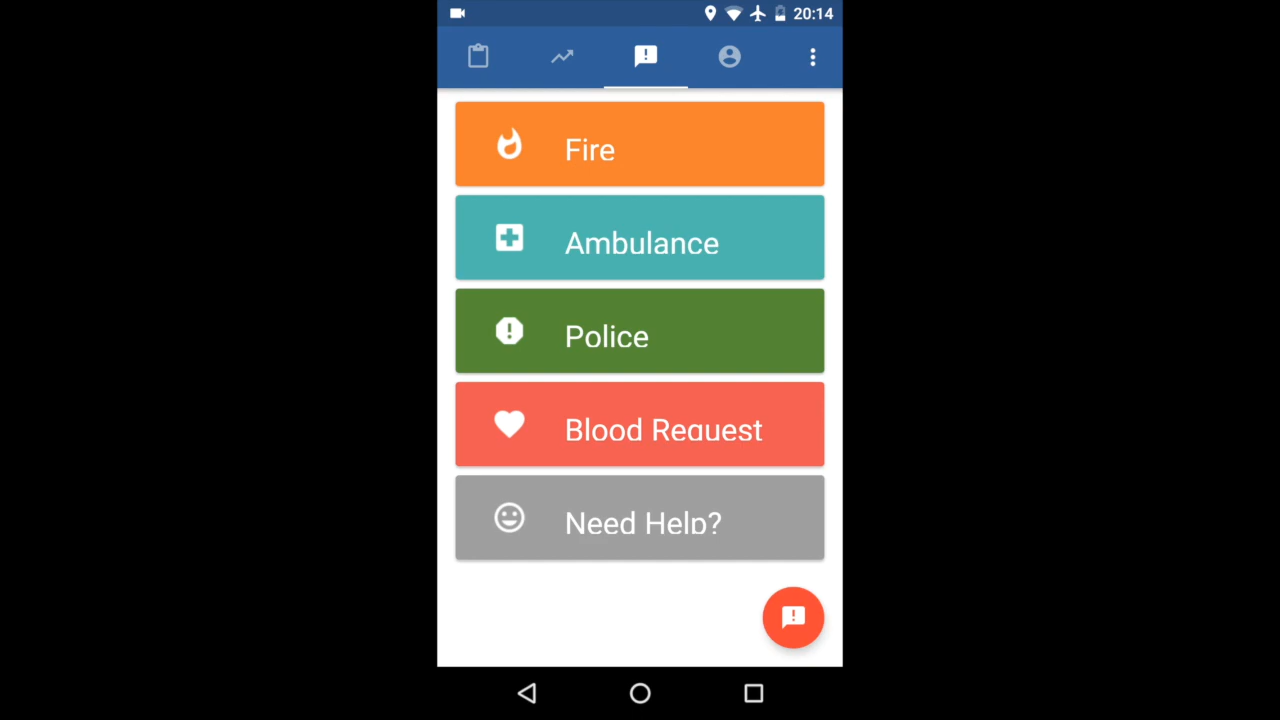 20:14
Fire
Ambulance
Police
Blood Request
Need Help?